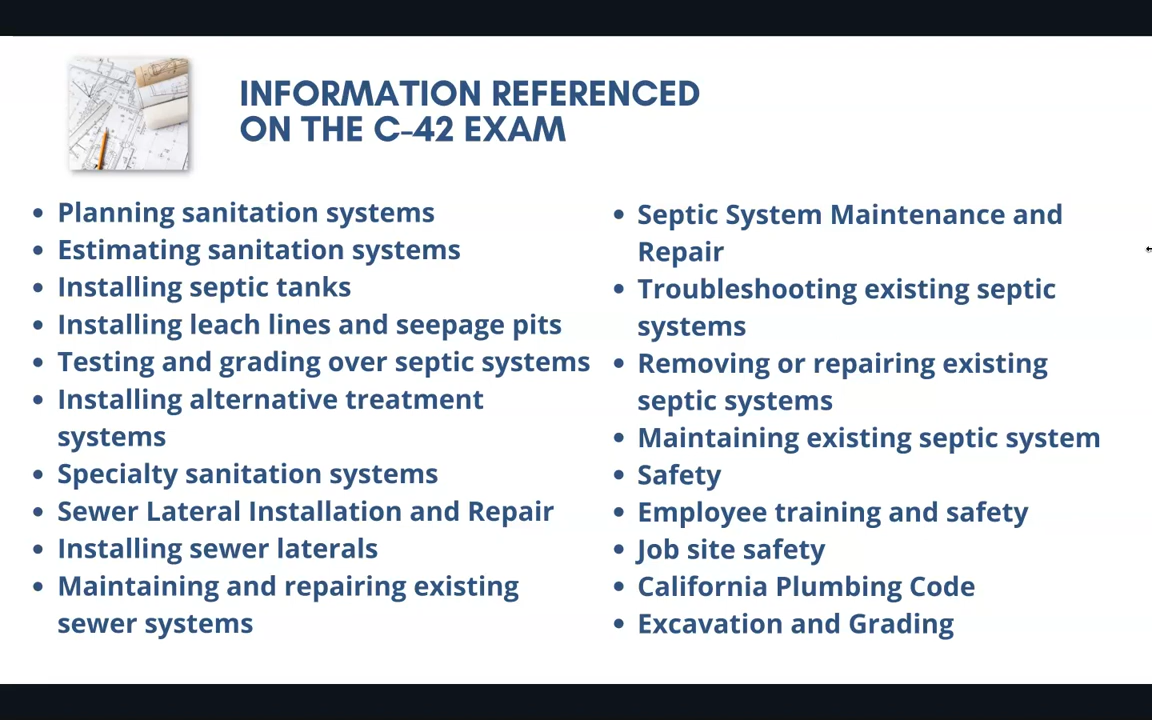 INFORMATION REFERENCED
ON THE C-42 EXAM
• Planning sanitation systems
• Estimating sanitation systems
• Installing septic tanks
• Installing leach lines and seepage pits
• Testing and grading over septic systems
• Installing alternative treatment
systems
• Specialty sanitation systems
• Sewer Lateral Installation and Repair
• Installing sewer laterals
• Maintaining and repairing existing
sewer systems
• Septic System Maintenance and
Repair
• Troubleshooting existing septic
systems
• Removing or repairing existing
septic systems
• Maintaining existing septic system
• Safety
• Employee training and safety
• Job site safety
• California Plumbing Code
• Excavation and Grading